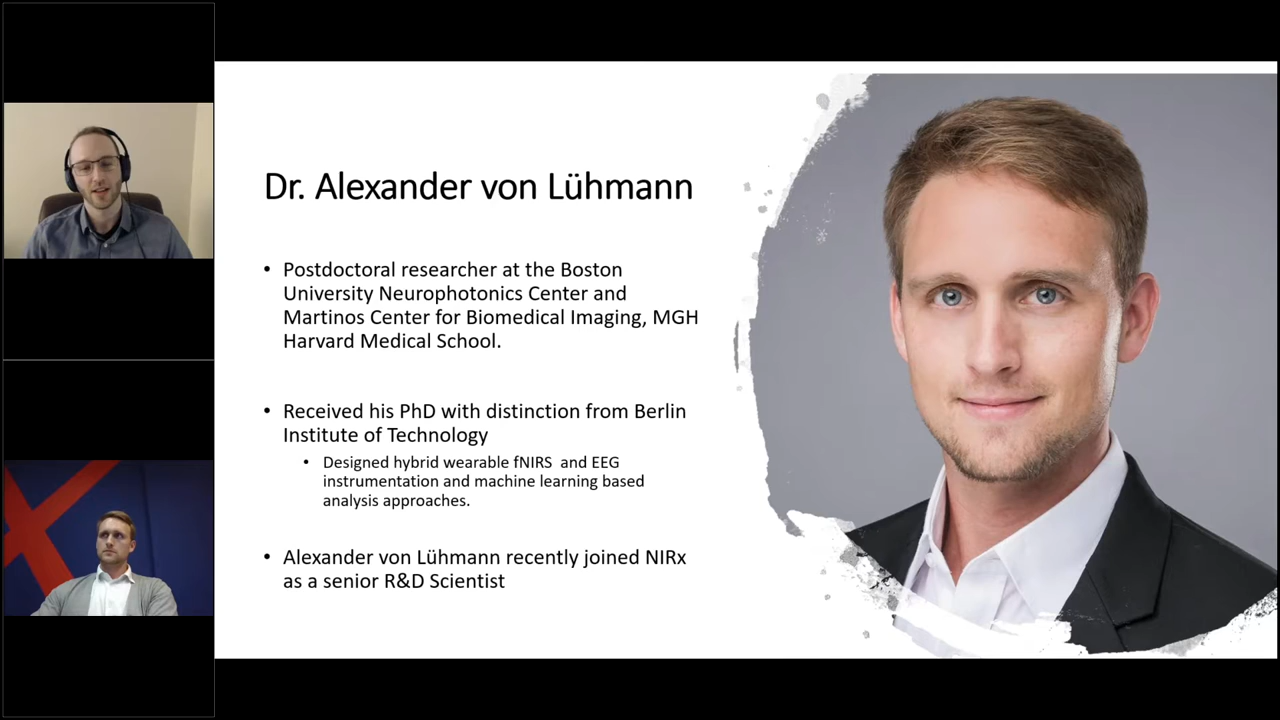 Dr. Alexander von Lühmann
• Postdoctoral researcher at the Boston
University Neurophotonics Center and
Martinos Center for Biomedical Imaging, MGH
Harvard Medical School.
• Received his PhD with distinction from Berlin
Institute of Technology
• Designed hybrid wearable fNIRS and EEG
instrumentation and machine learning based
analysis approaches.
• Alexander von Lühmann recently joined NIRx
as a senior R&D Scientist